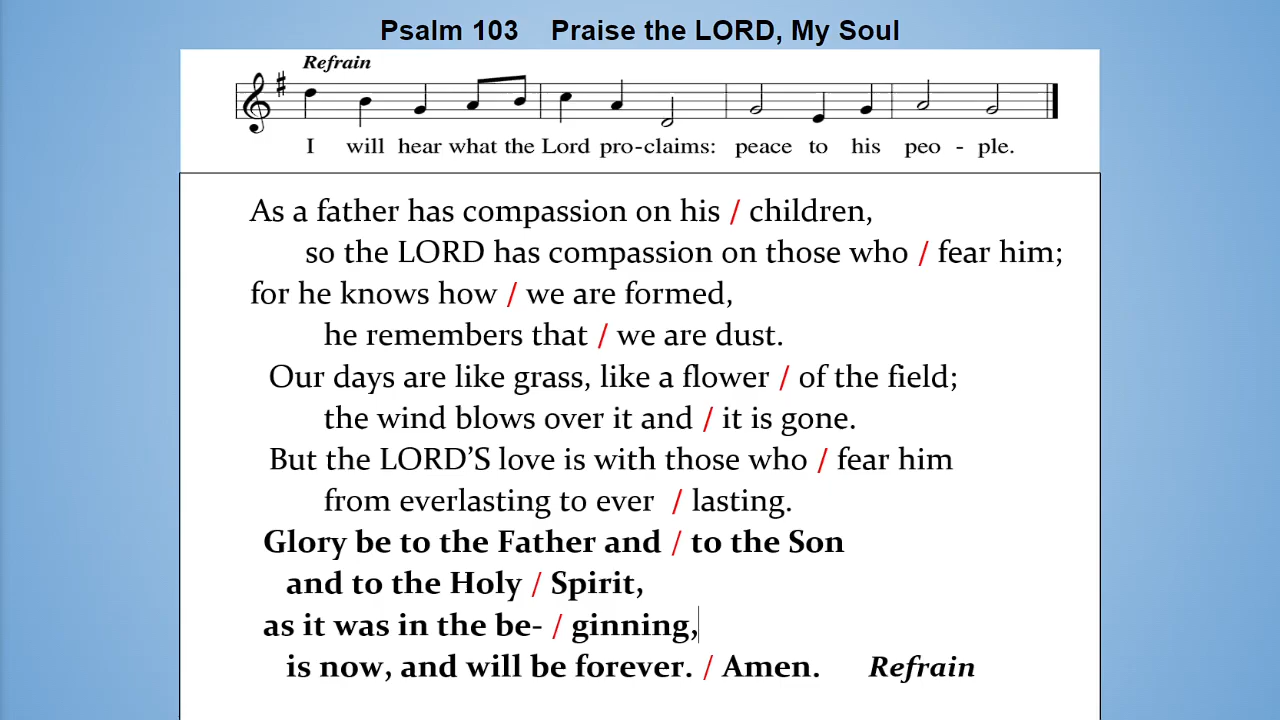 Psalm 103 Praise the LORD, My Soul
Refrain
I will hear what the Lord pro-claims: peace to his peo - ple.
As a father has compassion on his / children,
so the LORD has compassion on those who / fear him;
for he knows how / we are formed,
he remembers that / we are dust.
Our days are like grass, like a flower / of the field;
the wind blows over it and / it is gone.
But the LORD’S love is with those who / fear him
from everlasting to ever / lasting.
Glory be to the Father and / to the Son
and to the Holy / Spirit,
as it was in the be- / ginning,
is now, and will be forever. / Amen. Refrain